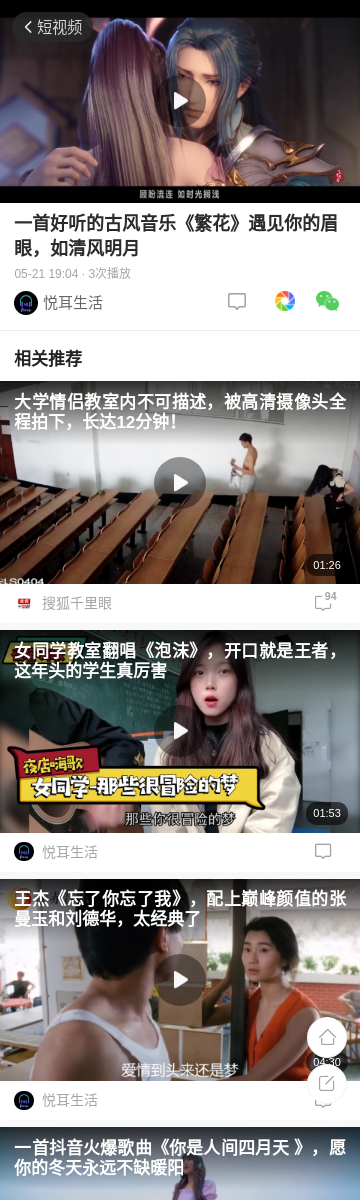 短视频
顾盼流连 如时光搁浅
一首好听的古风音乐《繁花》遇见你的眉
眼，如清风明月
05-21 19:04 · 3次播放
悦耳生活
相关推荐
大学情侣教室内不可描述，被高清摄像头全
程拍下，长达12分钟！
LS0404
01:26
搜狐千里眼
94
女同学教室翻唱《泡沫》，开口就是王者，
这年头的学生真厉害
夜店嗨歌
女同学-那些很冒险的梦
那些你很冒险的梦
01:53
悦耳生活
王杰《忘了你忘了我》，配上巅峰颜值的张
曼玉和刘德华，太经典了
爱情到头来还是梦
04:30
悦耳生活
一首抖音火爆歌曲《你是人间四月天 》，愿
你的冬天永远不缺暖阳